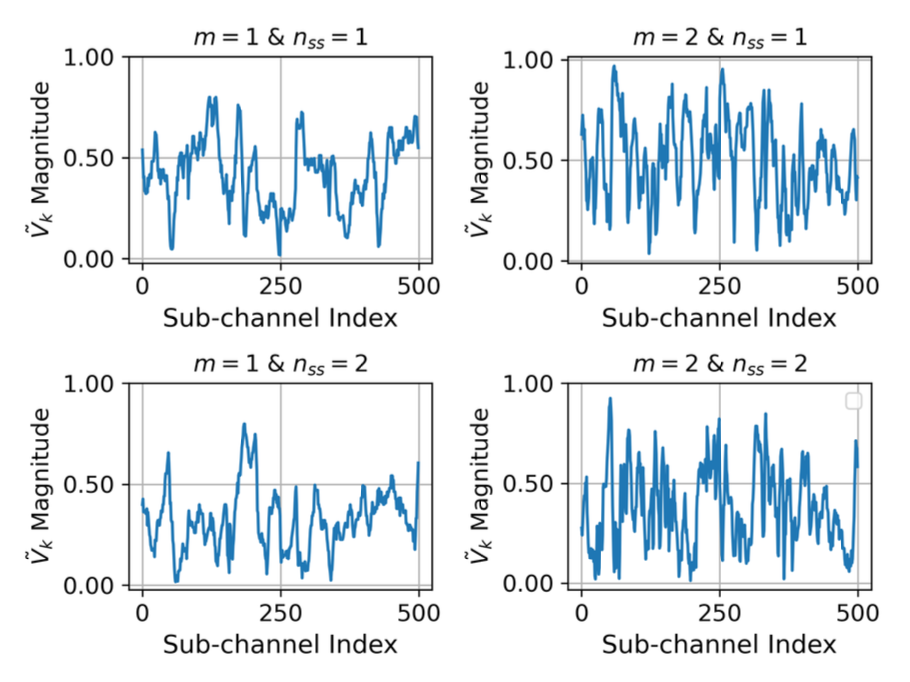 m = 1 & n_ss = 1
1.00
0.50
0.00
Ṽ_k Magnitude
0 250 500
Sub-channel Index
m = 2 & n_ss = 1
1.00
0.50
0.00
Ṽ_k Magnitude
0 250 500
Sub-channel Index
m = 1 & n_ss = 2
1.00
0.50
0.00
Ṽ_k Magnitude
0 250 500
Sub-channel Index
m = 2 & n_ss = 2
1.00
0.50
0.00
Ṽ_k Magnitude
0 250 500
Sub-channel Index